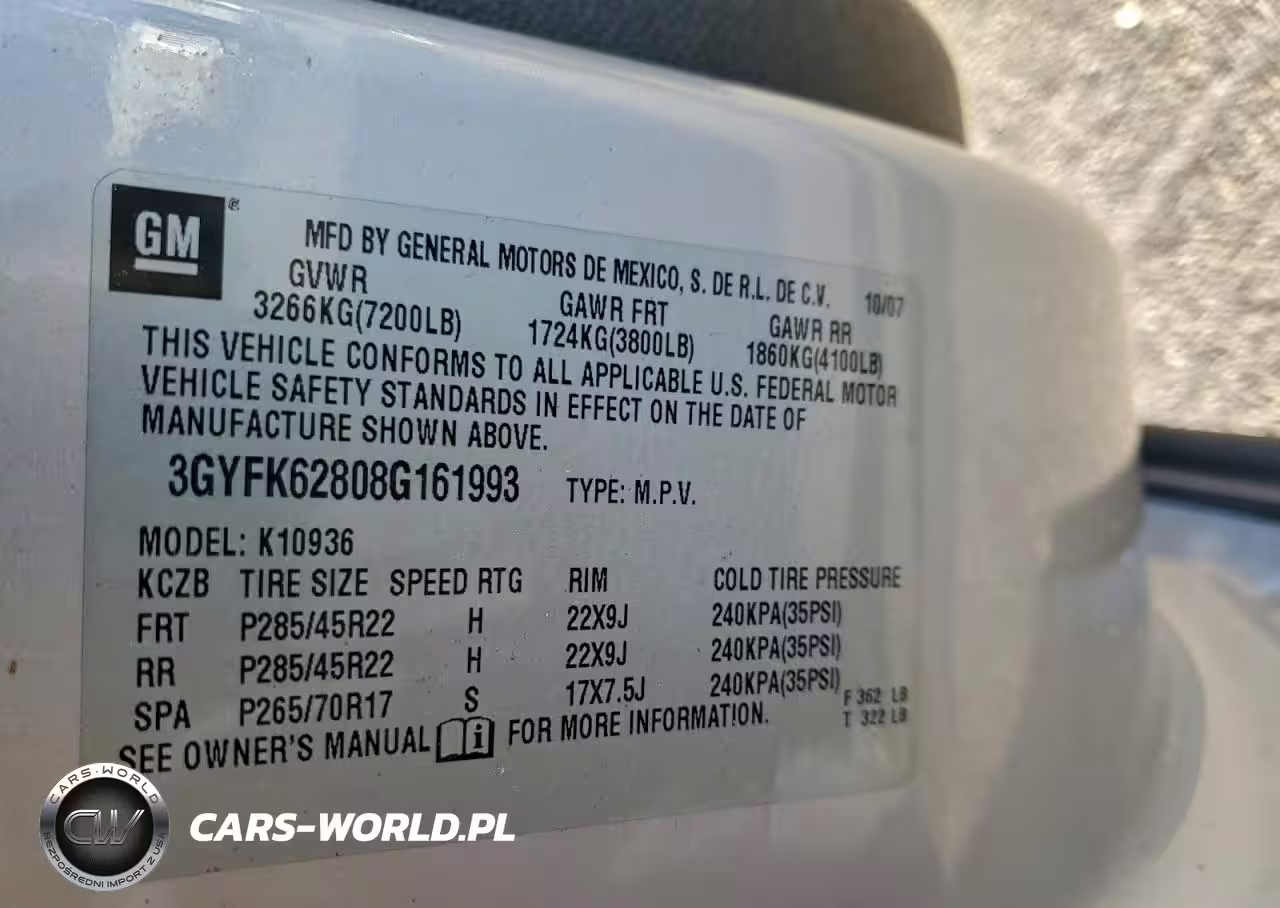 GM
MFD BY GENERAL MOTORS DE MEXICO, S. DE R.L. DE C.V. 10/07
GVWR GAWR FRT GAWR RR
3266KG(7200LB) 1724KG(3800LB) 1860KG(4100LB)
THIS VEHICLE CONFORMS TO ALL APPLICABLE U.S. FEDERAL MOTOR
VEHICLE SAFETY STANDARDS IN EFFECT ON THE DATE OF
MANUFACTURE SHOWN ABOVE.
3GYFK62808G161993 TYPE: M.P.V.
MODEL: K10936
KCZB TIRE SIZE SPEED RTG RIM COLD TIRE PRESSURE
FRT P285/45R22 H 22X9J 240KPA(35PSI)
RR P285/45R22 H 22X9J 240KPA(35PSI)
SPA P265/70R17 S 17X7.5J 240KPA(35PSI)
F 362 LB
T 322 LB
SEE OWNER'S MANUAL i FOR MORE INFORMATION.
CARS-WORLD
CW
BEZPOŚREDNI IMPORT Z USA
CARS-WORLD.PL